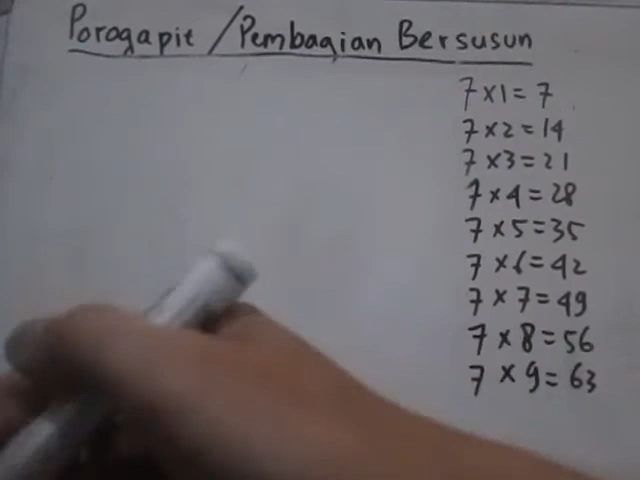 Porogapit / Pembagian Bersusun
7 x 1 = 7
7 x 2 = 14
7 x 3 = 21
7 x 4 = 28
7 x 5 = 35
7 x 6 = 42
7 x 7 = 49
7 x 8 = 56
7 x 9 = 63